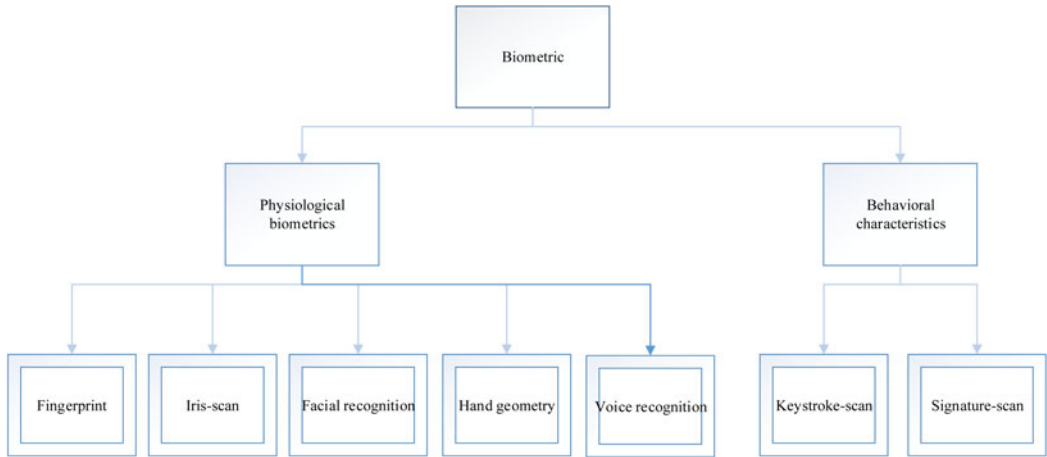 Biometric
Physiological
biometrics
Behavioral
characteristics
Fingerprint
Iris-scan
Facial recognition
Hand geometry
Voice recognition
Keystroke-scan
Signature-scan